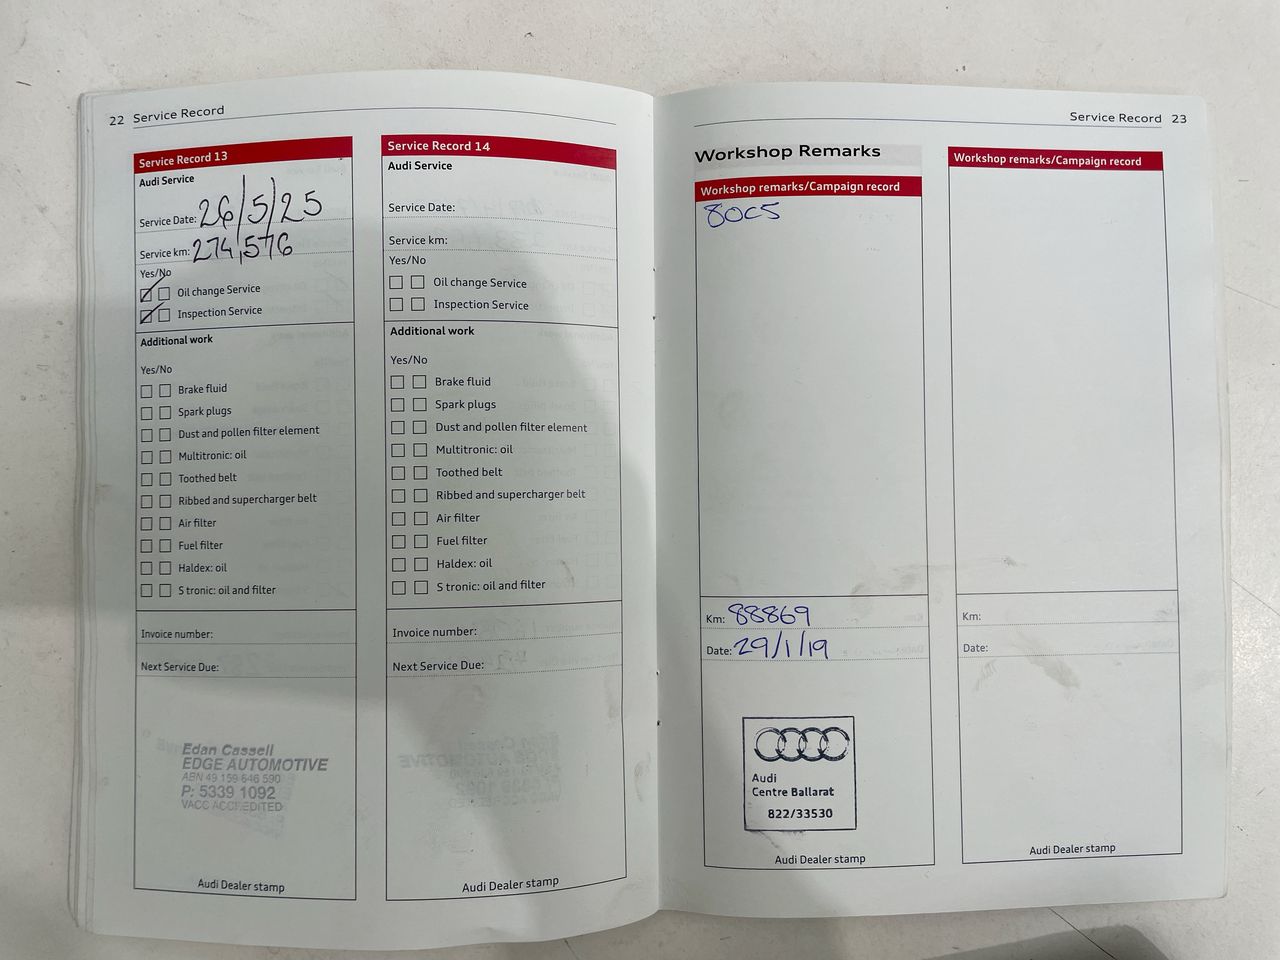 22 Service Record
Service Record 13
Audi Service
Service Date: 26/5/25
Service km: 274,576
Yes/No
Oil change Service
Inspection Service
Additional work
Yes/No
Brake fluid
Spark plugs
Dust and pollen filter element
Multitronic: oil
Toothed belt
Ribbed and supercharger belt
Air filter
Fuel filter
Haldex: oil
S tronic: oil and filter
Invoice number:
Next Service Due:
Edan Cassell
EDGE AUTOMOTIVE
ABN 49 159 646 590
P: 5339 1092
VACC ACCREDITED
Audi Dealer stamp
Service Record 14
Audi Service
Service Date:
Service km:
Yes/No
Oil change Service
Inspection Service
Additional work
Yes/No
Brake fluid
Spark plugs
Dust and pollen filter element
Multitronic: oil
Toothed belt
Ribbed and supercharger belt
Air filter
Fuel filter
Haldex: oil
S tronic: oil and filter
Invoice number:
Next Service Due:
Audi Dealer stamp
Service Record 23
Workshop Remarks
Workshop remarks/Campaign record
80C5
Km: 88869
Date: 29/1/19
Audi
Centre Ballarat
822/33530
Audi Dealer stamp
Workshop remarks/Campaign record
Km:
Date:
Audi Dealer stamp